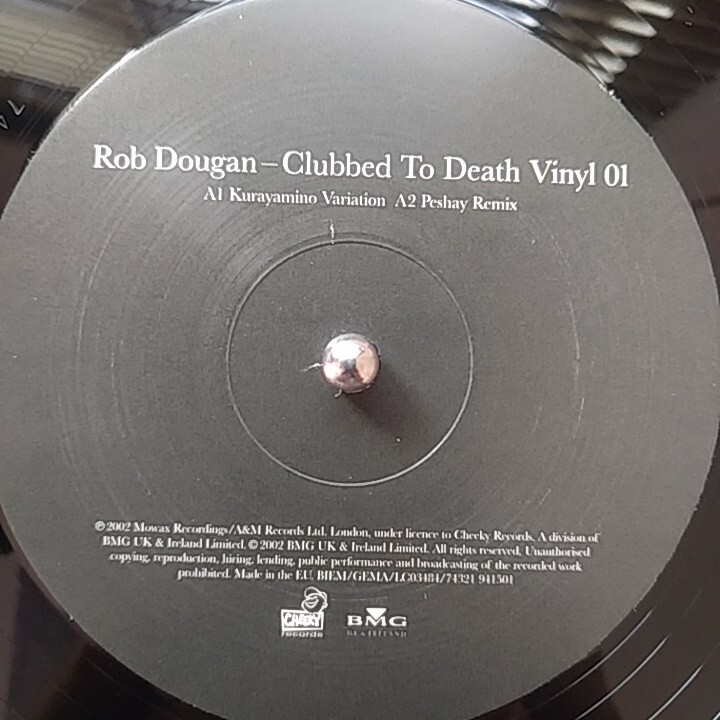 Rob Dougan – Clubbed To Death Vinyl 01
A1 Kurayamino Variation A2 Peshay Remix
℗ 2002 Mowax Recordings/A&M Records Ltd. London, under licence to Cheeky Records. A division of
BMG UK & Ireland Limited. © 2002 BMG UK & Ireland Limited. All rights reserved. Unauthorised
copying, reproduction, hiring, lending, public performance and broadcasting of the recorded work
prohibited. Made in the EU. BIEM/GEMA/LC03484/74321 941501
CHEEKY
records
BMG
UK & IRELAND